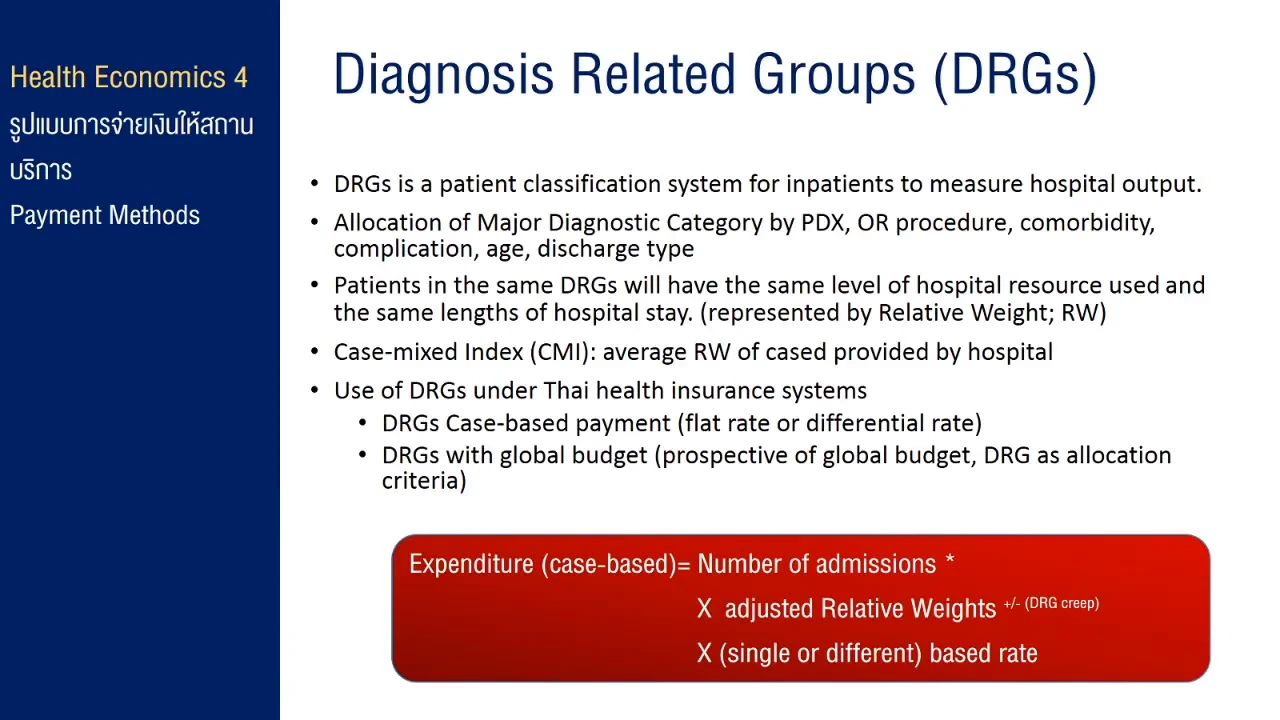 Health Economics 4
รูปแบบการจ่ายเงินให้สถาน
บริการ
Payment Methods
Diagnosis Related Groups (DRGs)
• DRGs is a patient classification system for inpatients to measure hospital output.
• Allocation of Major Diagnostic Category by PDX, OR procedure, comorbidity,
complication, age, discharge type
• Patients in the same DRGs will have the same level of hospital resource used and
the same lengths of hospital stay. (represented by Relative Weight; RW)
• Case-mixed Index (CMI): average RW of cased provided by hospital
• Use of DRGs under Thai health insurance systems
• DRGs Case-based payment (flat rate or differential rate)
• DRGs with global budget (prospective of global budget, DRG as allocation
criteria)
Expenditure (case-based)= Number of admissions *
X adjusted Relative Weights +/- (DRG creep)
X (single or different) based rate